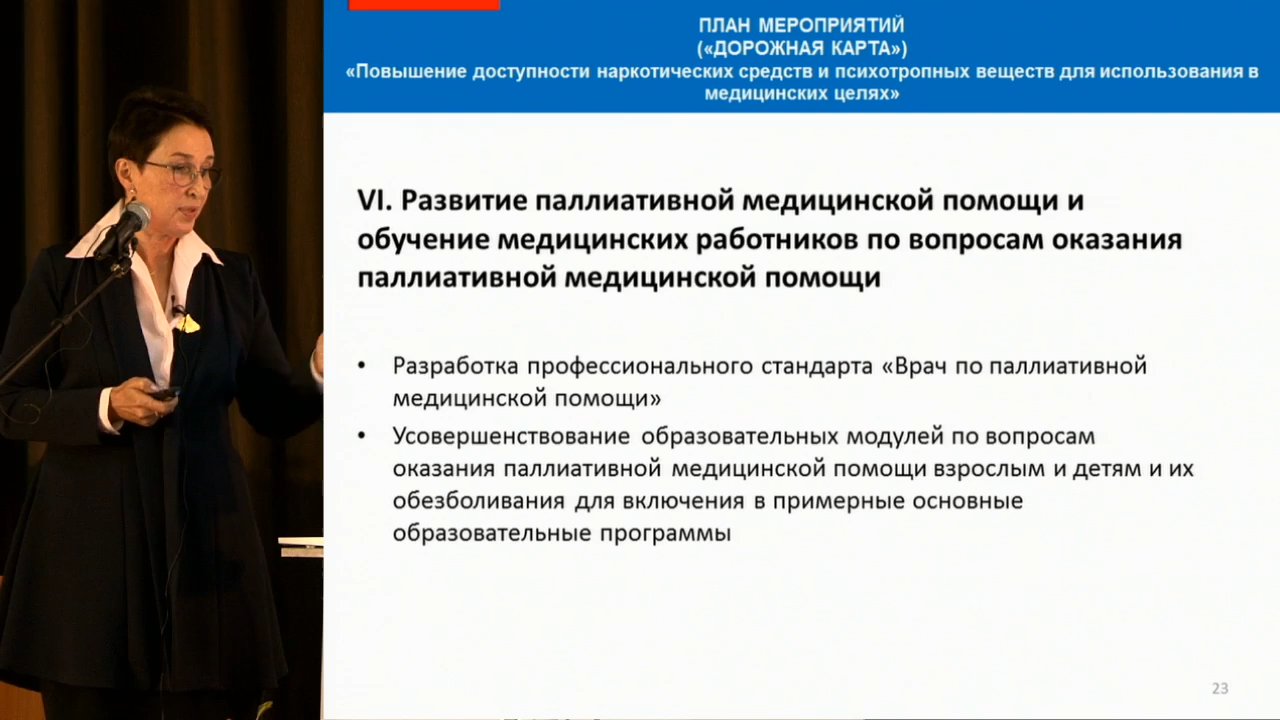 ПЛАН МЕРОПРИЯТИЙ
(«ДОРОЖНАЯ КАРТА»)
«Повышение доступности наркотических средств и психотропных веществ для использования в
медицинских целях»
VI. Развитие паллиативной медицинской помощи и
обучение медицинских работников по вопросам оказания
паллиативной медицинской помощи
• Разработка профессионального стандарта «Врач по паллиативной
медицинской помощи»
• Усовершенствование образовательных модулей по вопросам
оказания паллиативной медицинской помощи взрослым и детям и их
обезболивания для включения в примерные основные
образовательные программы
23